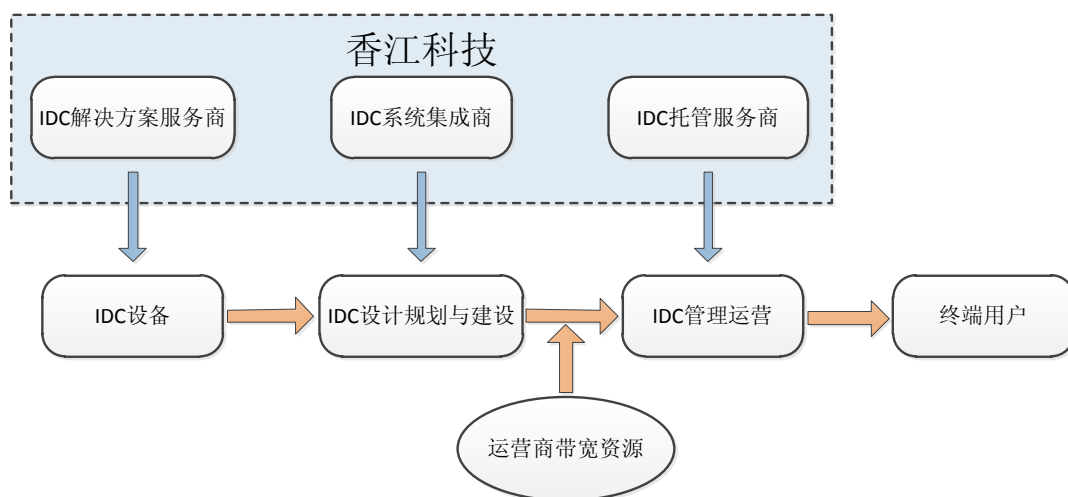 香江科技
IDC解决方案服务商
IDC系统集成商
IDC托管服务商
IDC设备
IDC设计规划与建设
IDC管理运营
终端用户
运营商带宽资源